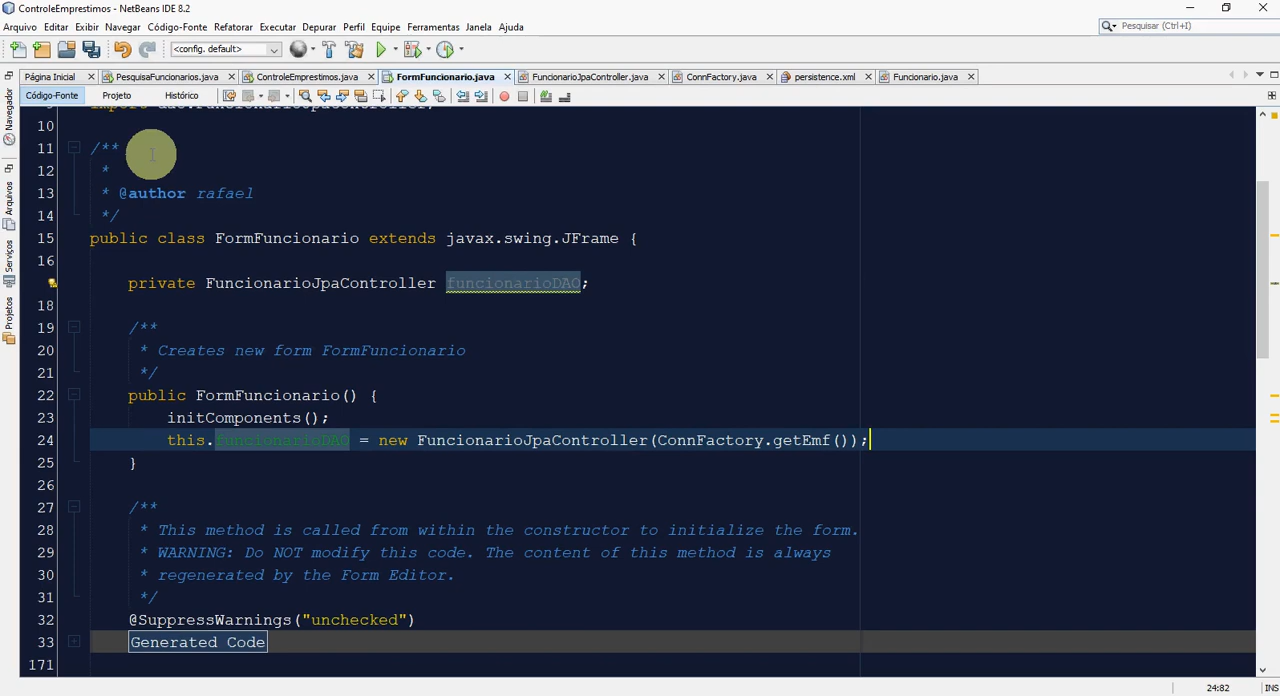 ControleEmprestimos - NetBeans IDE 8.2
Arquivo Editar Exibir Navegar Código-Fonte Refatorar Executar Depurar Perfil Equipe Ferramentas Janela Ajuda
Pesquisar (Ctrl+I)
<config. default>
Página Inicial PesquisaFuncionarios.java ControleEmprestimos.java FormFuncionario.java FuncionarioJpaController.java ConnFactory.java persistence.xml Funcionario.java
Código-Fonte Projeto Histórico
Navegador
Arquivos
Serviços
Projetos
10
11 /**
12 *
13 * @author rafael
14 */
15 public class FormFuncionario extends javax.swing.JFrame {
16
private FuncionarioJpaController funcionarioDAO;
18
19 /**
20 * Creates new form FormFuncionario
21 */
22 public FormFuncionario() {
23 initComponents();
24 this.funcionarioDAO = new FuncionarioJpaController(ConnFactory.getEmf());
25 }
26
27 /**
28 * This method is called from within the constructor to initialize the form.
29 * WARNING: Do NOT modify this code. The content of this method is always
30 * regenerated by the Form Editor.
31 */
32 @SuppressWarnings("unchecked")
33 Generated Code
171
24:82 INS